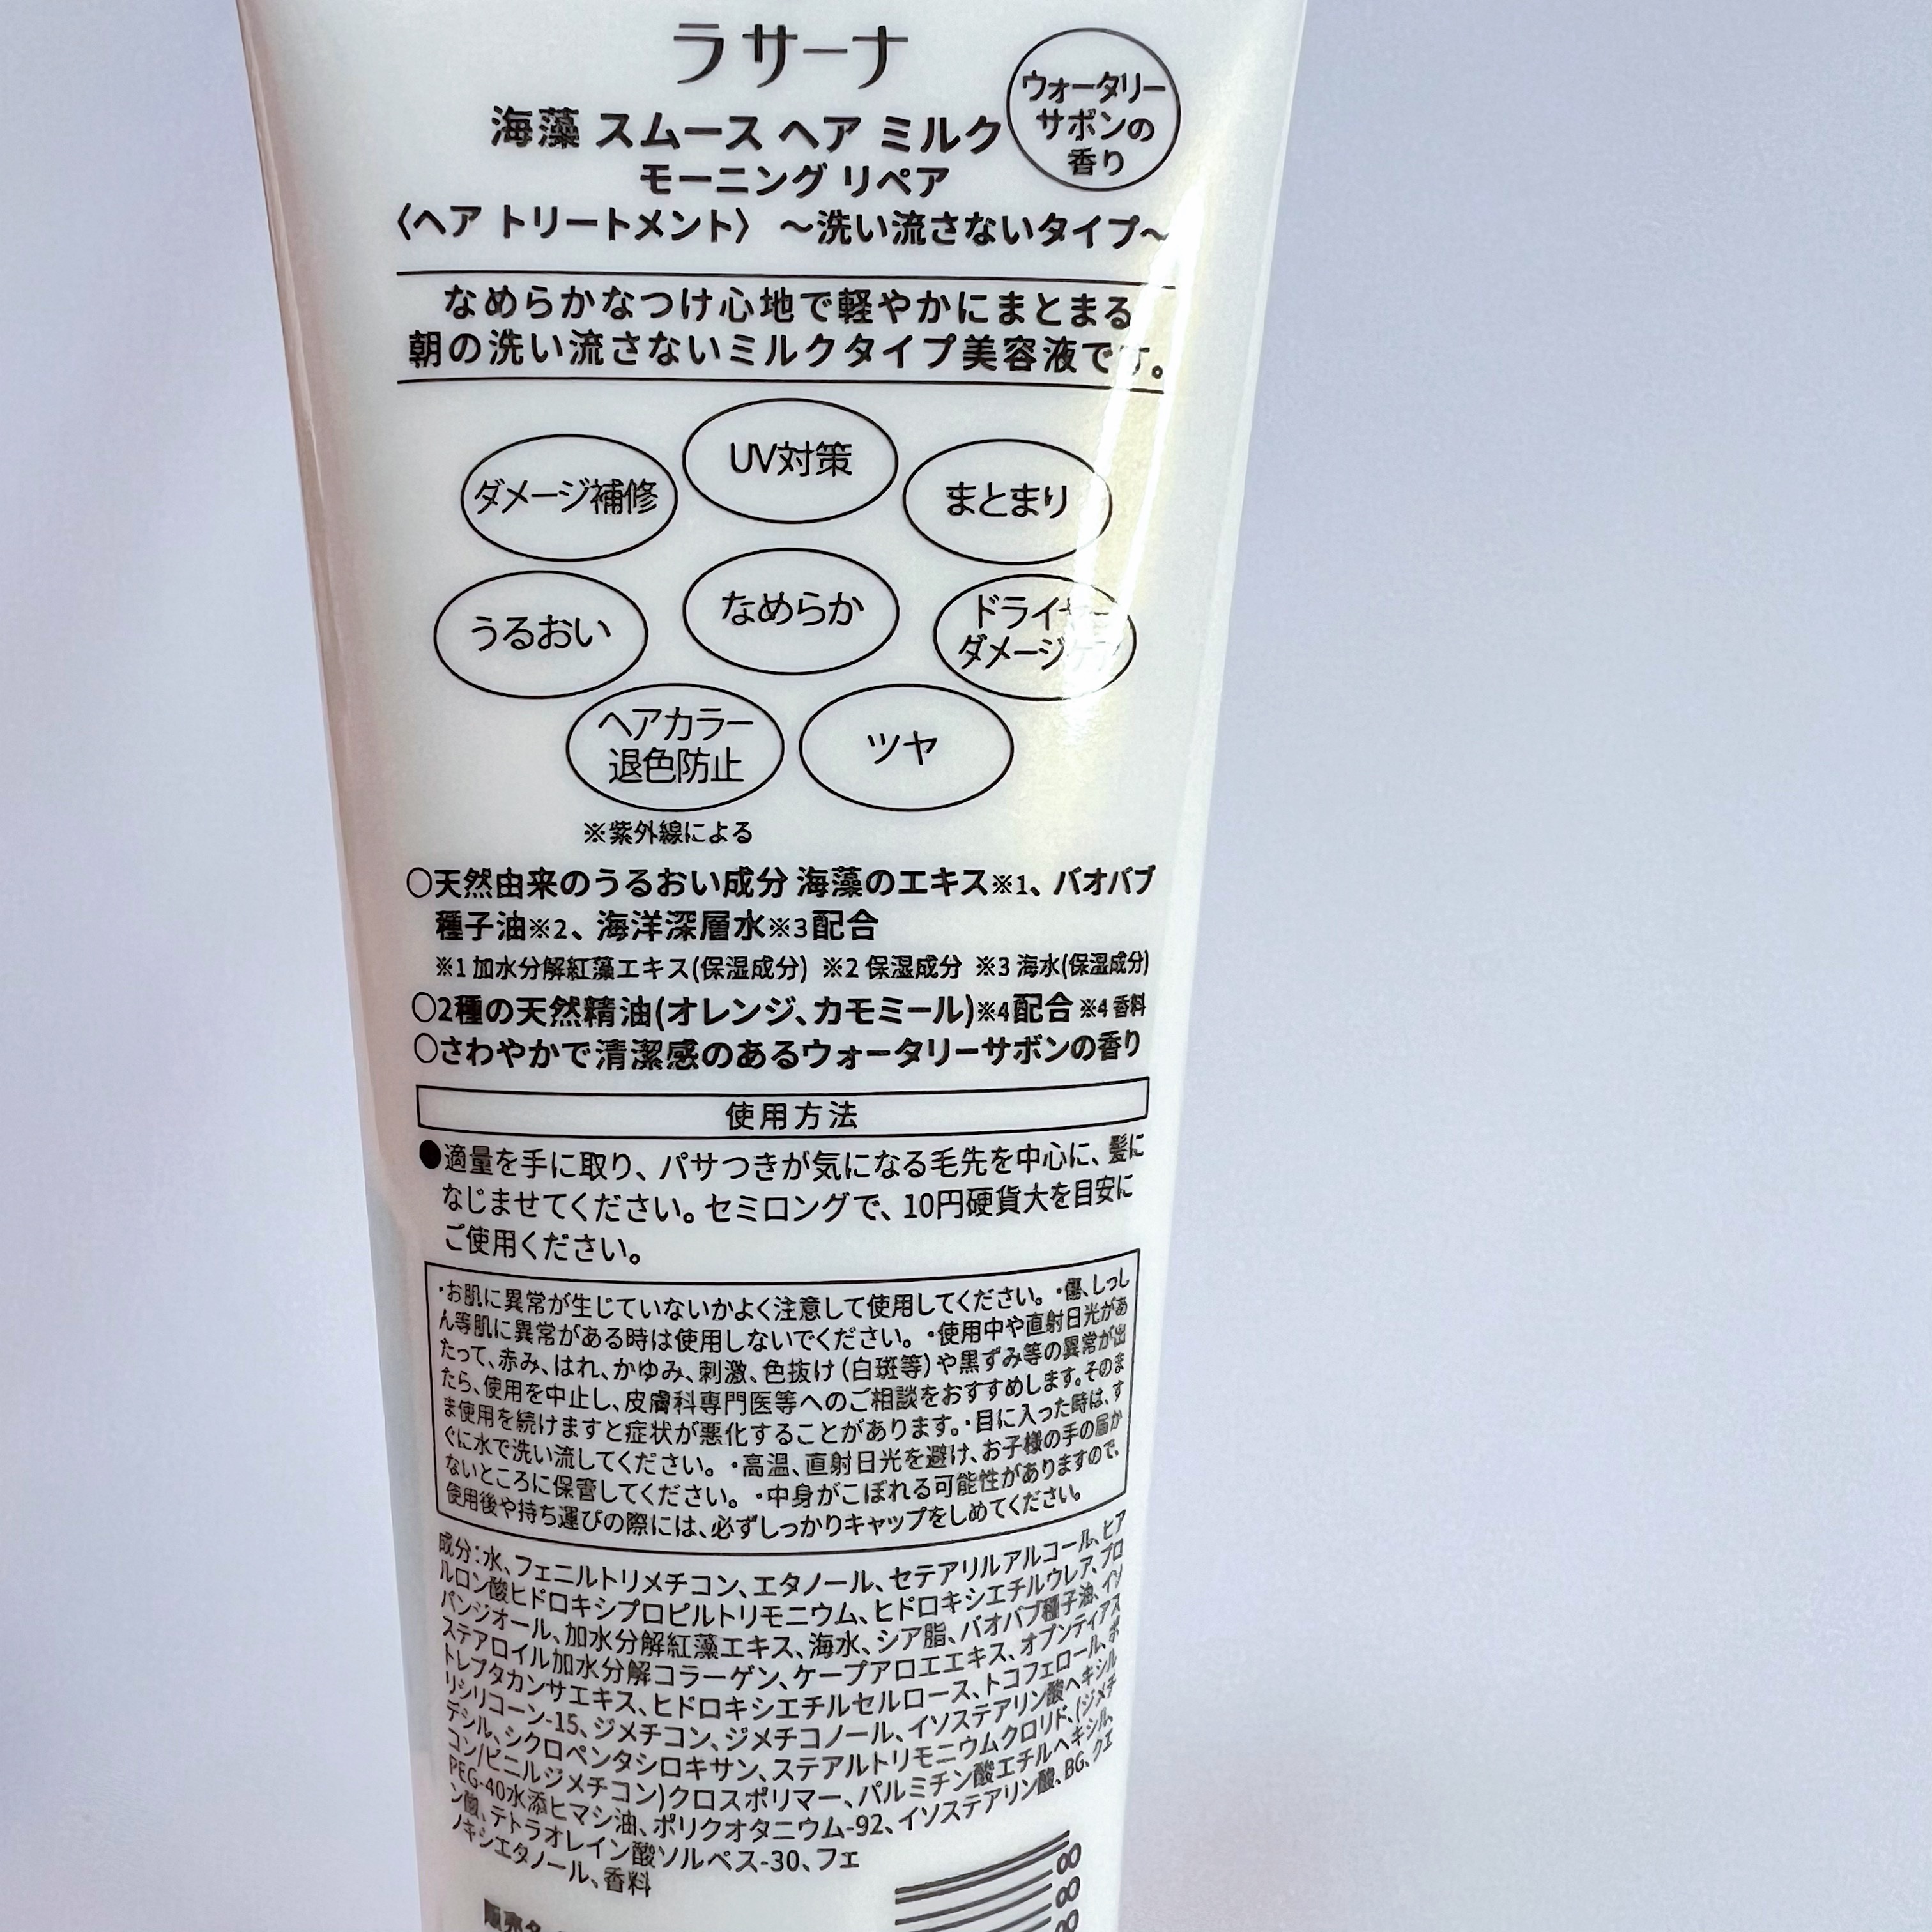 ラサーナ
海藻 スムース ヘア ミルク
モーニング リペア
〈ヘア トリートメント〉 ～洗い流さないタイプ～
ウォータリー
サボンの
香り
なめらかなつけ心地で軽やかにまとまる
朝の洗い流さないミルクタイプ美容液です。
UV対策
ダメージ補修
まとまり
うるおい
なめらか
ドライヤー
ダメージケア
ヘアカラー
退色防止
ツヤ
※紫外線による
○天然由来のうるおい成分 海藻のエキス※1、バオバブ
種子油※2、海洋深層水※3配合
※1 加水分解紅藻エキス(保湿成分) ※2 保湿成分 ※3 海水(保湿成分)
○2種の天然精油(オレンジ、カモミール)※4配合 ※4 香料
○さわやかで清潔感のあるウォータリーサボンの香り
使用方法
●適量を手に取り、パサつきが気になる毛先を中心に、髪に
なじませてください。セミロングで、10円硬貨大を目安に
ご使用ください。
・お肌に異常が生じていないかよく注意して使用してください。・傷、しっし
ん等肌に異常がある時は使用しないでください。・使用中や直射日光があ
たって、赤み、はれ、かゆみ、刺激、色抜け（白斑等）や黒ずみ等の異常が出
たら、使用を中止し、皮膚科専門医等へのご相談をおすすめします。そのま
ま使用を続けますと症状が悪化することがあります。・目に入った時は、す
ぐに水で洗い流してください。・高温、直射日光を避け、お子様の手の届か
ないところに保管してください。・中身がこぼれる可能性がありますので、
使用後や持ち運びの際には、必ずしっかりキャップをしめてください。
成分：水、フェニルトリメチコン、エタノール、セテアリルアルコール、ヒア
ルロン酸ヒドロキシプロピルトリモニウム、ヒドロキシエチルウレア、プロ
パンジオール、加水分解紅藻エキス、海水、シア脂、バオバブ種子油、イソ
ステアロイル加水分解コラーゲン、ケープアロエエキス、オプンティアス
トレプタカンサエキス、ヒドロキシエチルセルロース、トコフェロール、ポ
リシリコーン-15、ジメチコン、ジメチコノール、イソステアリン酸ヘキシル
デシル、シクロペンタシロキサン、ステアルトリモニウムクロリド、(ジメチ
コン/ビニルジメチコン)クロスポリマー、パルミチン酸エチルヘキシル、
PEG-40水添ヒマシ油、ポリクオタニウム-92、イソステアリン酸、BG、クエ
ン酸、テトラオレイン酸ソルベス-30、フェ
ノキシエタノール、香料